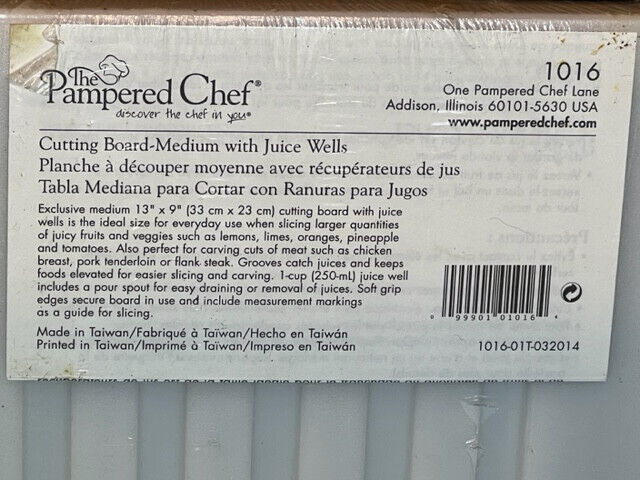 The
Pampered Chef®
discover the chef in you®
1016
One Pampered Chef Lane
Addison, Illinois 60101-5630 USA
www.pamperedchef.com
Cutting Board-Medium with Juice Wells
Planche à découper moyenne avec récupérateurs de jus
Tabla Mediana para Cortar con Ranuras para Jugos
Exclusive medium 13" x 9" (33 cm x 23 cm) cutting board with juice
wells is the ideal size for everyday use when slicing larger quantities
of juicy fruits and veggies such as lemons, limes, oranges, pineapple
and tomatoes. Also perfect for carving cuts of meat such as chicken
breast, pork tenderloin or flank steak. Grooves catch juices and keeps
foods elevated for easier slicing and carving. 1-cup (250-mL) juice well
includes a pour spout for easy draining or removal of juices. Soft grip
edges secure board in use and include measurement markings
as a guide for slicing.
0 99901 01016 4
Made in Taiwan/Fabriqué à Taïwan/Hecho en Taiwán
Printed in Taiwan/Imprimé à Taïwan/Impreso en Taiwán
1016-01T-032014